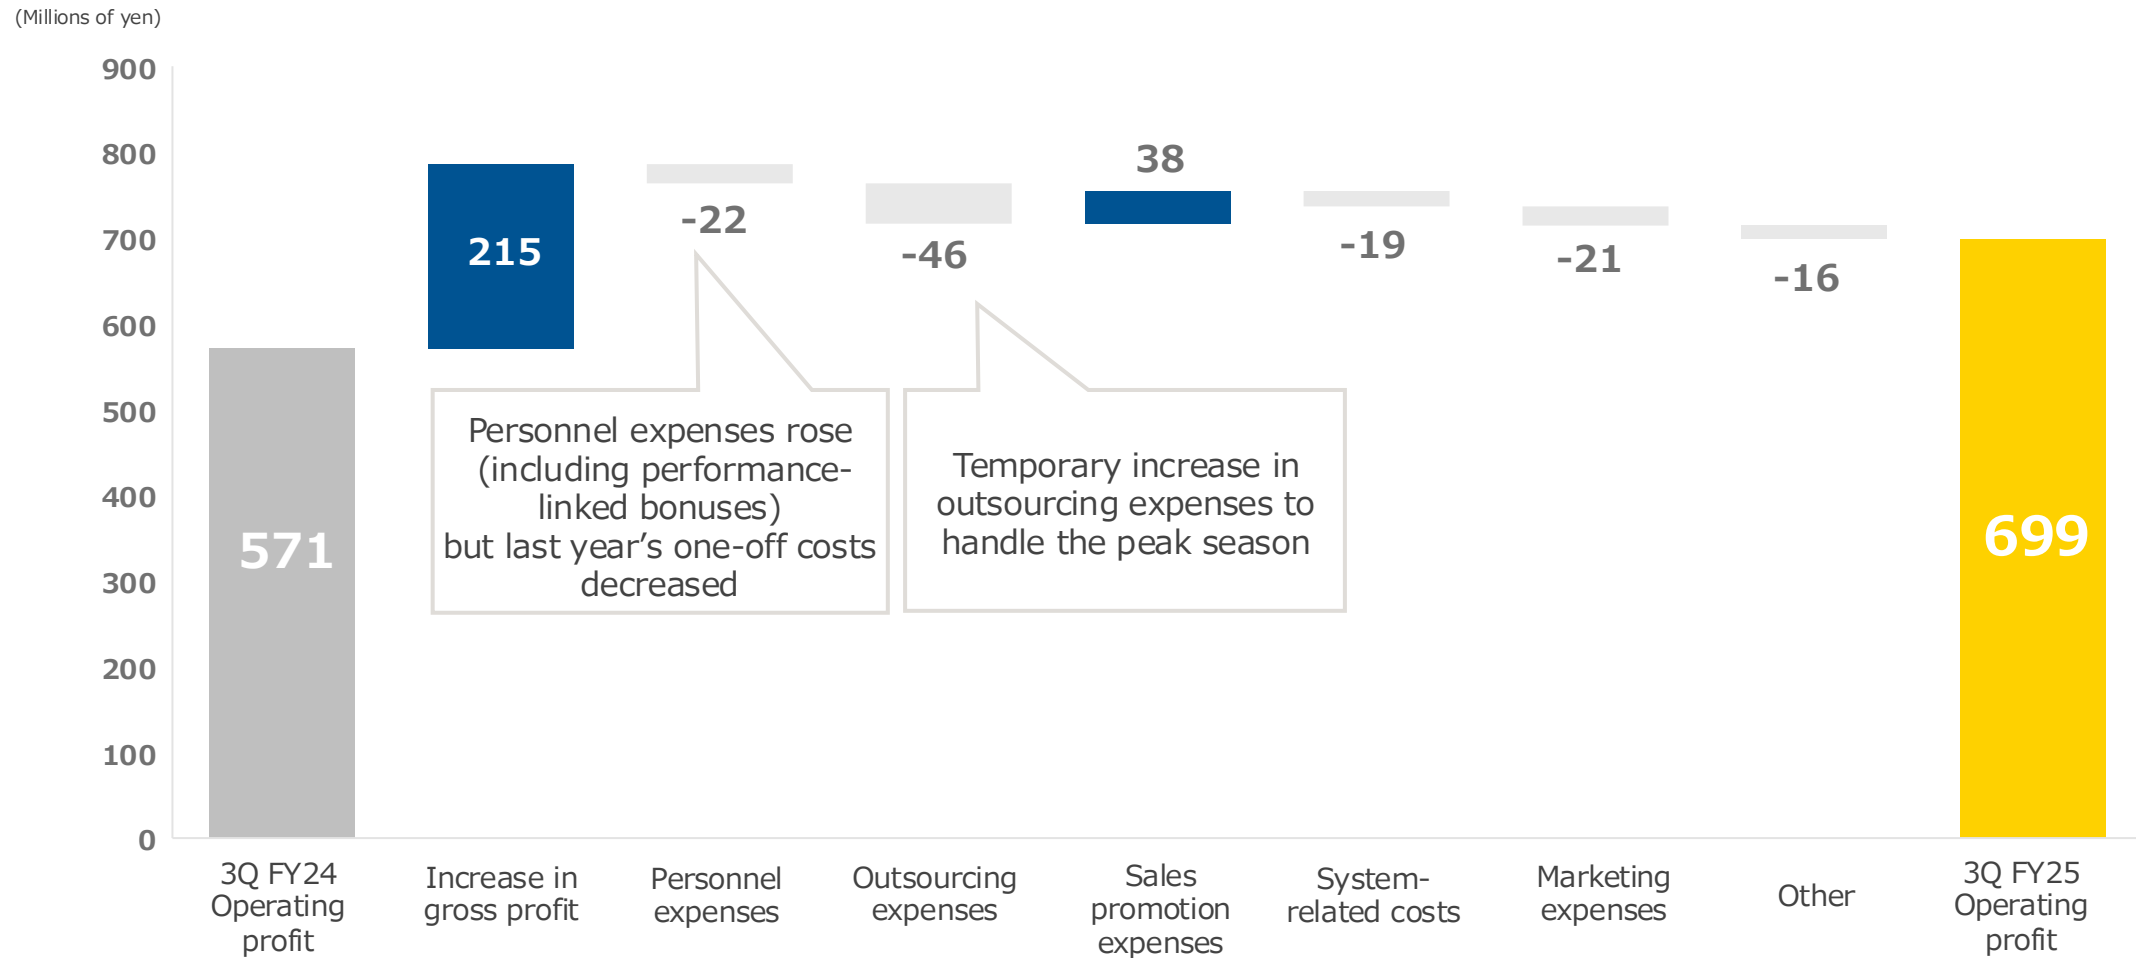 (Millions of yen)
900
800
700
600
500
400
300
200
100
0
571
215
-22
-46
38
-19
-21
-16
699
Personnel expenses rose
(including performance-
linked bonuses)
but last year’s one-off costs
decreased
Temporary increase in
outsourcing expenses to
handle the peak season
3Q FY24
Operating
profit
Increase in
gross profit
Personnel
expenses
Outsourcing
expenses
Sales
promotion
expenses
System-
related costs
Marketing
expenses
Other
3Q FY25
Operating
profit